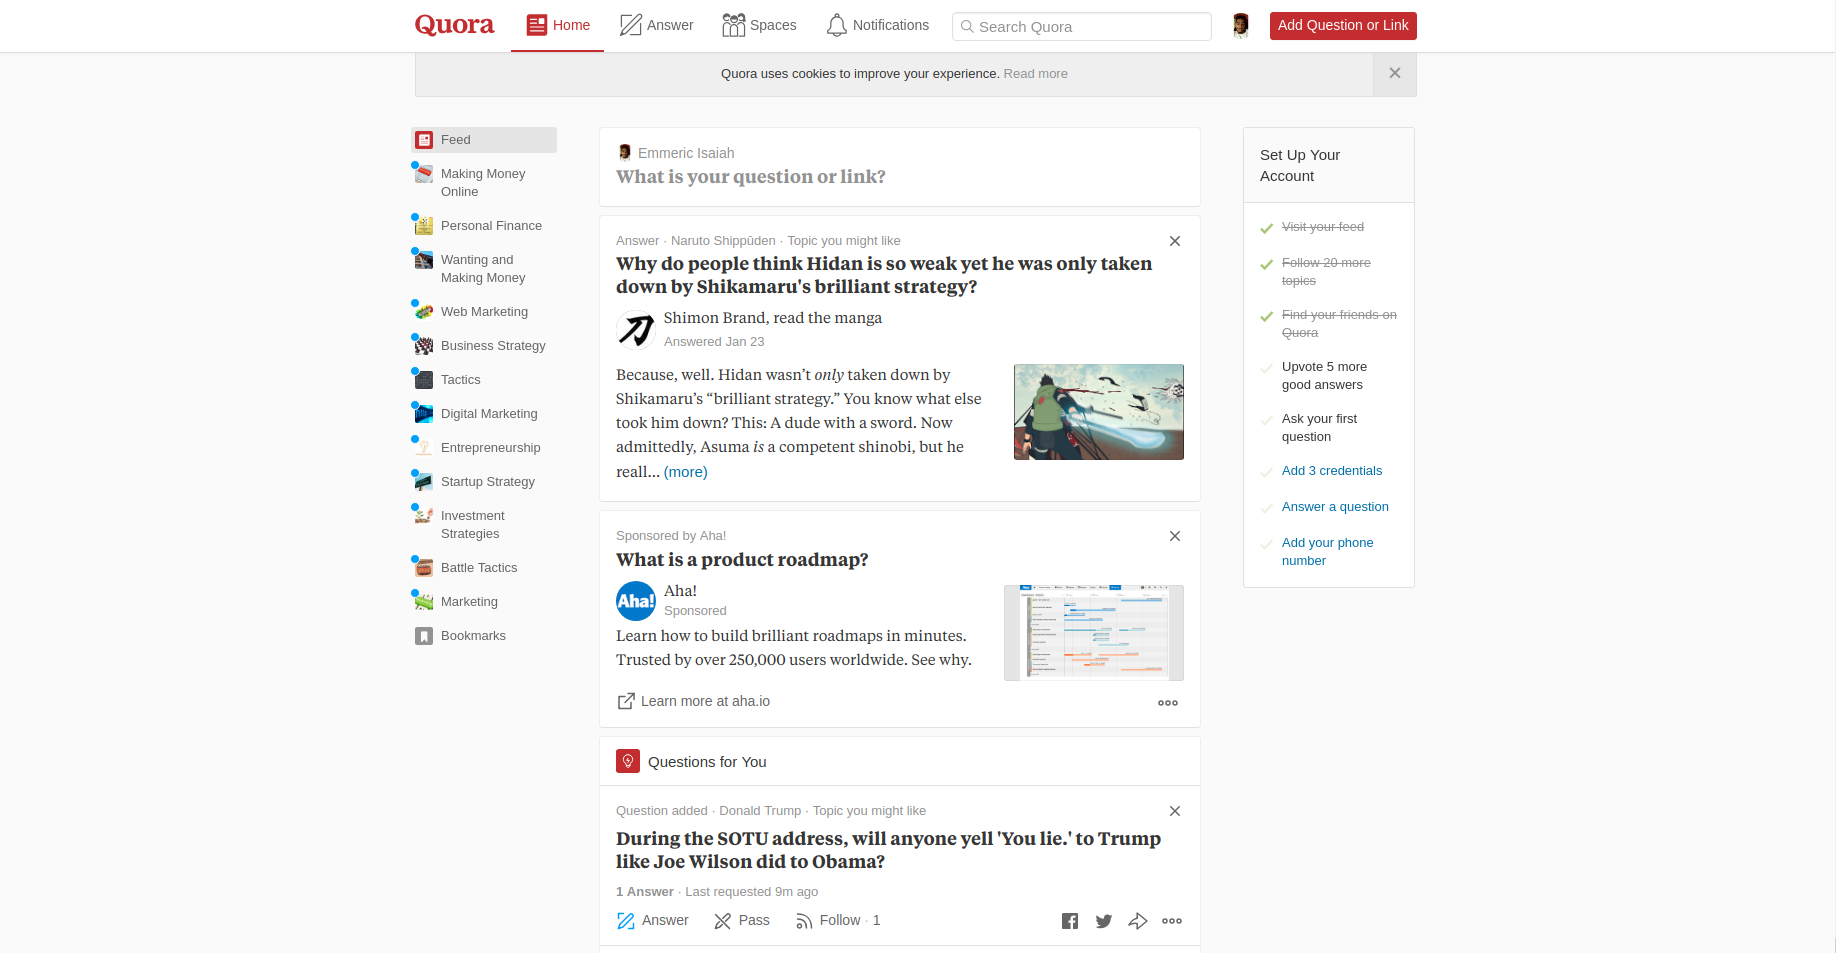 Quora
Home
Answer
Spaces
Notifications
Search Quora
Add Question or Link
Quora uses cookies to improve your experience. Read more
Feed
Making Money
Online
Personal Finance
Wanting and
Making Money
Web Marketing
Business Strategy
Tactics
Digital Marketing
Entrepreneurship
Startup Strategy
Investment
Strategies
Battle Tactics
Marketing
Bookmarks
Emmeric Isaiah
What is your question or link?
Answer · Naruto Shippūden · Topic you might like
Why do people think Hidan is so weak yet he was only taken
down by Shikamaru's brilliant strategy?
Shimon Brand, read the manga
Answered Jan 23
Because, well. Hidan wasn’t only taken down by
Shikamaru’s “brilliant strategy.” You know what else
took him down? This: A dude with a sword. Now
admittedly, Asuma is a competent shinobi, but he
reall... (more)
Sponsored by Aha!
What is a product roadmap?
Aha!
Aha!
Sponsored
Learn how to build brilliant roadmaps in minutes.
Trusted by over 250,000 users worldwide. See why.
Learn more at aha.io
Questions for You
Question added · Donald Trump · Topic you might like
During the SOTU address, will anyone yell 'You lie.' to Trump
like Joe Wilson did to Obama?
1 Answer · Last requested 9m ago
Answer
Pass
Follow · 1
Set Up Your
Account
Visit your feed
Follow 20 more
topics
Find your friends on
Quora
Upvote 5 more
good answers
Ask your first
question
Add 3 credentials
Answer a question
Add your phone
number